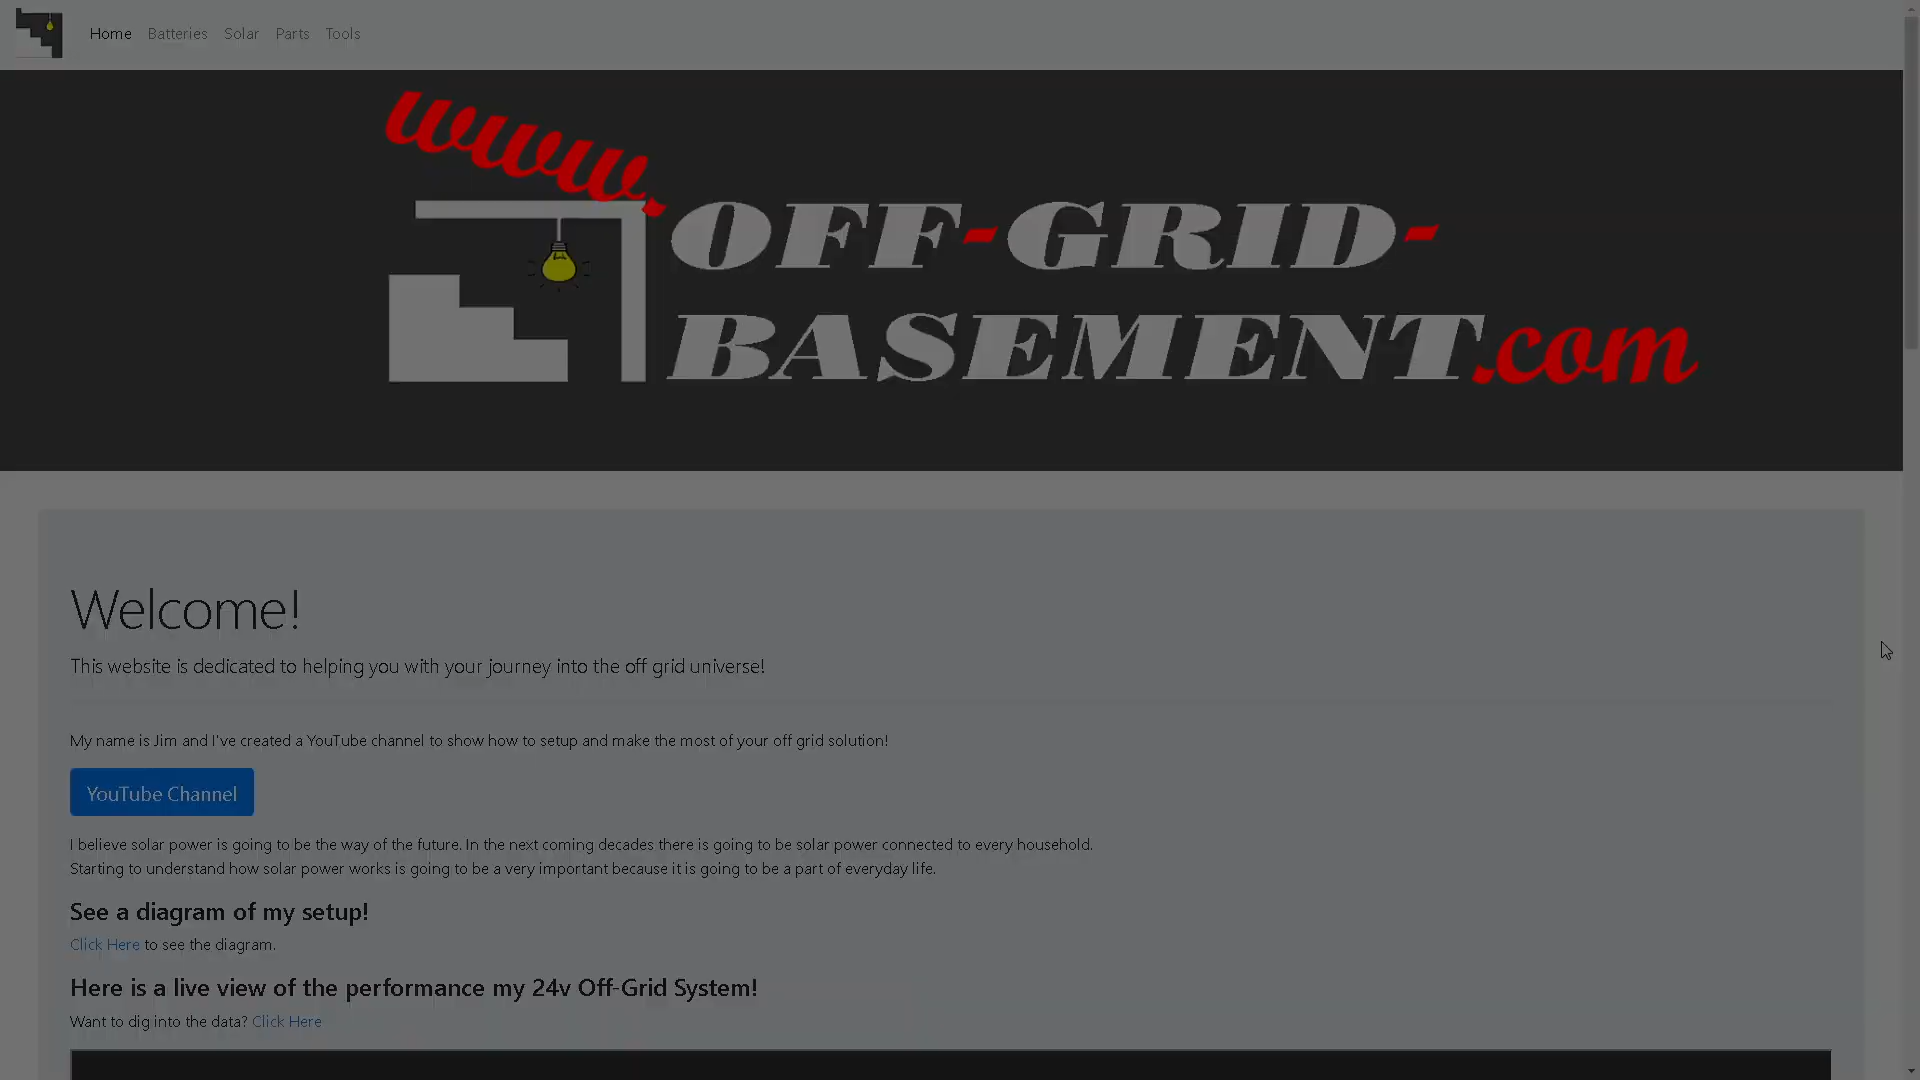 Home Batteries Solar Parts Tools
www.
OFF-GRID-
BASEMENT.com
Welcome!
This website is dedicated to helping you with your journey into the off grid universe!
My name is Jim and I've created a YouTube channel to show how to setup and make the most of your off grid solution!
YouTube Channel
I believe solar power is going to be the way of the future. In the next coming decades there is going to be solar power connected to every household.
Starting to understand how solar power works is going to be a very important because it is going to be a part of everyday life.
See a diagram of my setup!
Click Here to see the diagram.
Here is a live view of the performance my 24v Off-Grid System!
Want to dig into the data? Click Here